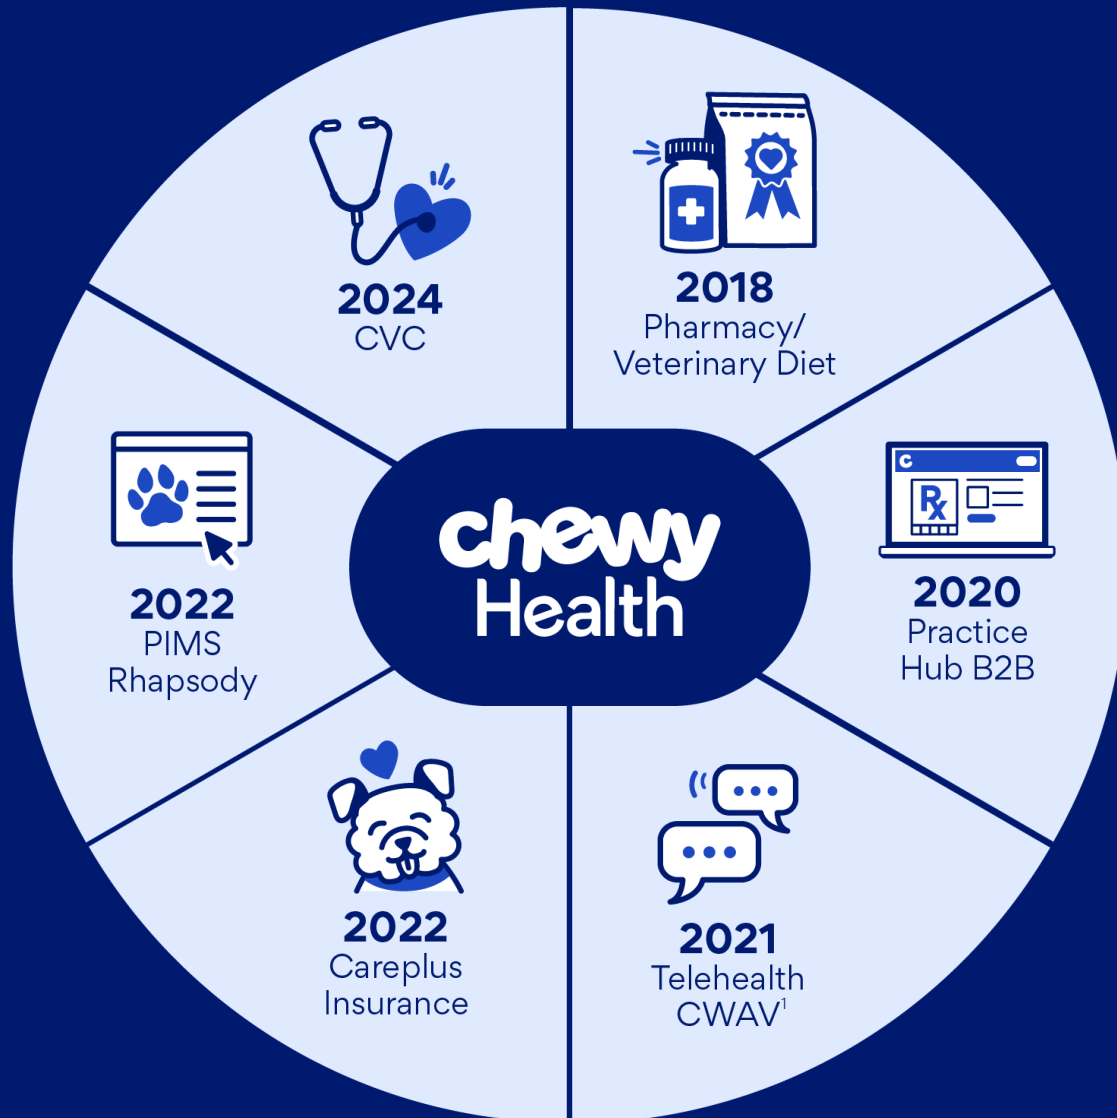 2024
CVC
2018
Pharmacy/
Veterinary Diet
c
Rx
chewy
Health
2022
PIMS
Rhapsody
2020
Practice
Hub B2B
2022
Careplus
Insurance
2021
Telehealth
CWAV¹